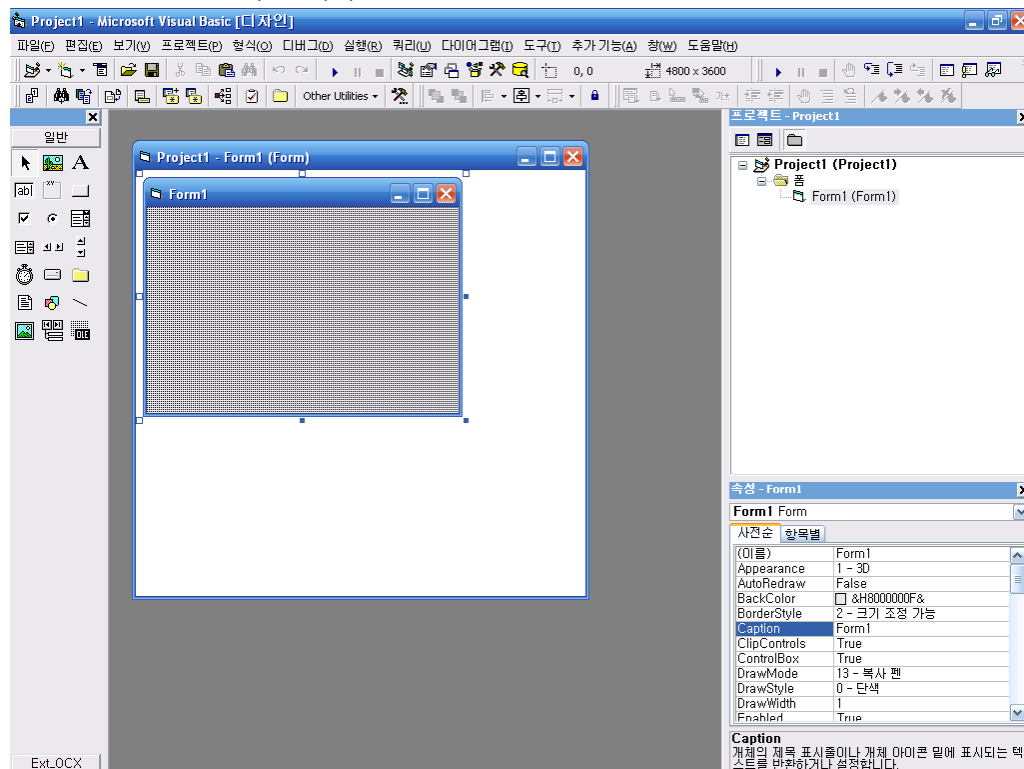 Project1 - Microsoft Visual Basic [디자인]
파일(F) 편집(E) 보기(V) 프로젝트(P) 형식(O) 디버그(D) 실행(R) 쿼리(U) 다이어그램(I) 도구(T) 추가 기능(A) 창(W) 도움말(H)
0, 0 4800 x 3600
Other Utilities
일반
A
ab
xy
OLE
Ext_OCX
Project1 - Form1 (Form)
Form1
프로젝트 - Project1
Project1 (Project1)
폼
Form1 (Form1)
속성 - Form1
Form1 Form
사전순 항목별
(이름) Form1
Appearance 1 - 3D
AutoRedraw False
BackColor &H8000000F&
BorderStyle 2 - 크기 조정 가능
Caption Form1
ClipControls True
ControlBox True
DrawMode 13 - 복사 펜
DrawStyle 0 - 단색
DrawWidth 1
Enabled True
Caption
개체의 제목 표시줄이나 개체 아이콘 밑에 표시되는 텍
스트를 반환하거나 설정합니다.